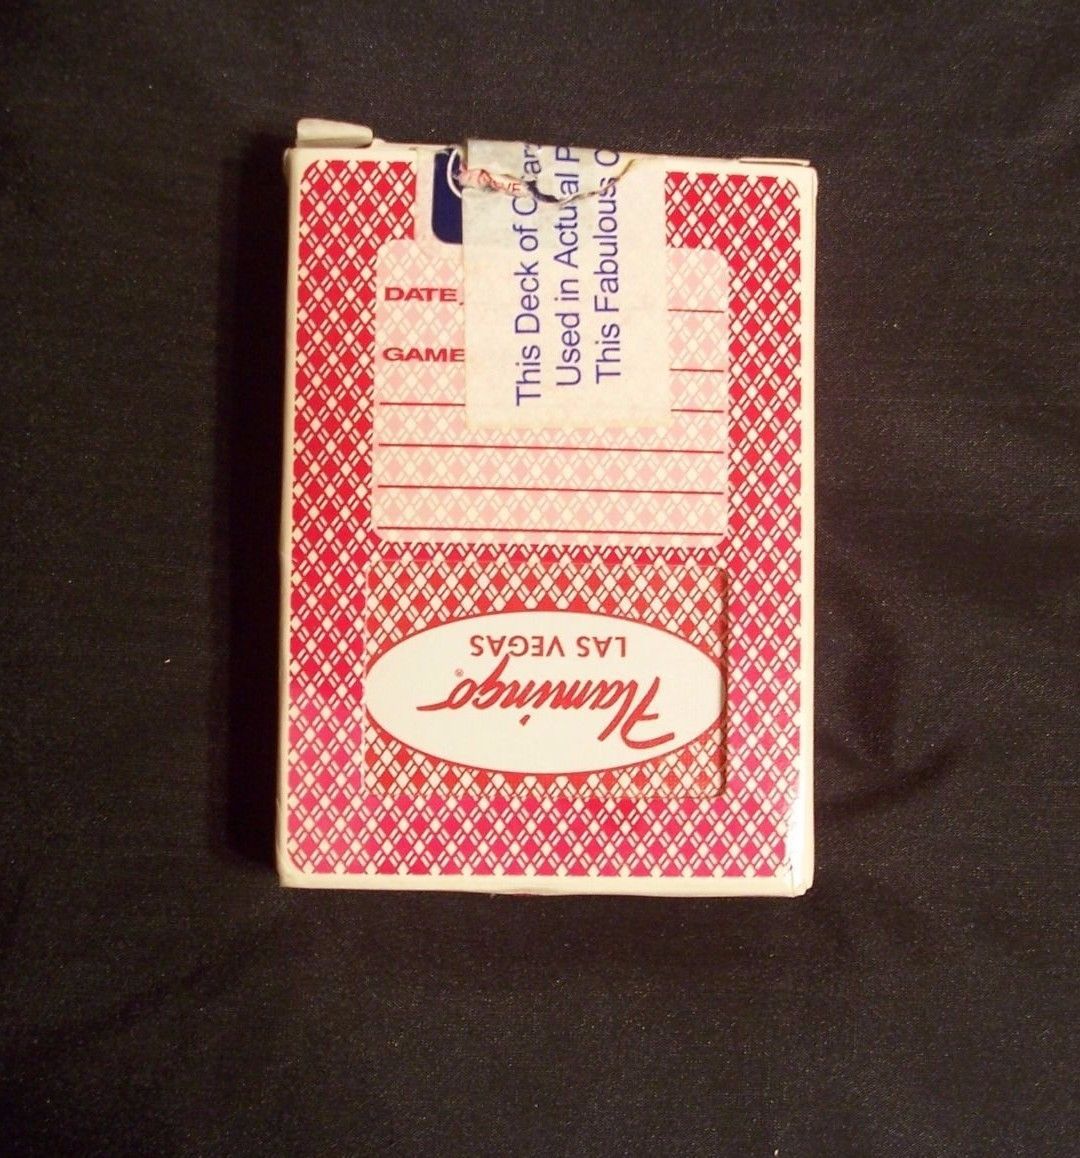 This Deck of
Used in Actual
This Fabulous
DATE
GAME
Flamingo®
LAS VEGAS